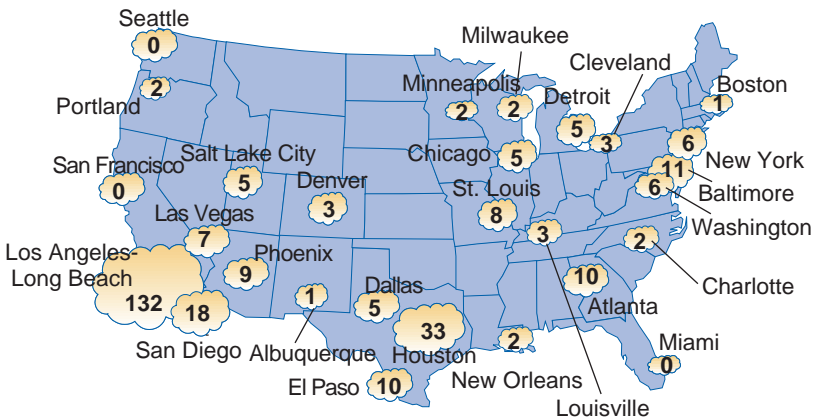 Seattle
0
Milwaukee
Cleveland
Minneapolis
2
Portland
2
2
Detroit
Boston
1
5
3
6
San Francisco
0
Salt Lake City
5
Chicago
5
New York
11
Denver
3
St. Louis
8
Baltimore
6
Washington
Las Vegas
7
3
2
Los Angeles-
Long Beach
132
Phoenix
9
Charlotte
18
1
Dallas
5
10
Atlanta
San Diego
Albuquerque
33
Houston
2
Miami
0
El Paso
10
New Orleans
Louisville